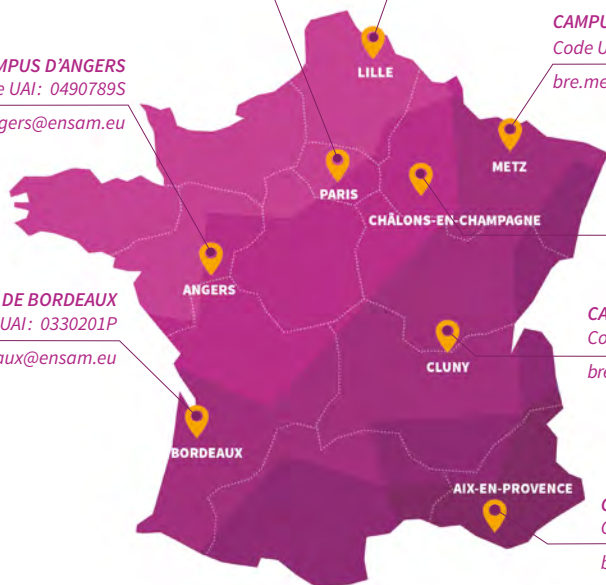 CAMPU
Code U
bre.me
MPUS D'ANGERS
e UAI: 0490789S
gers@ensam.eu
LILLE
METZ
PARIS
CHÂLONS-EN-CHAMPAGNE
ANGERS
DE BORDEAUX
UAI: 0330201P
aux@ensam.eu
CA
Co
bre
CLUNY
BORDEAUX
AIX-EN-PROVENCE
C
C
b